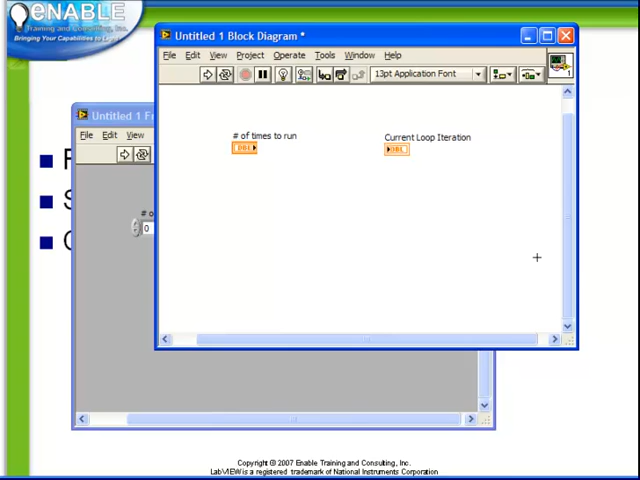 eNABLE
Training and Consulting, Inc.
Bringing Your Capabilities to Light
Untitled 1 Block Diagram *
File Edit View Project Operate Tools Window Help
13pt Application Font
1
# of times to run
DBL
Current Loop Iteration
DBL
Untitled 1 Fr
File Edit View
# o
0
F
S
C
Copyright © 2007 Enable Training and Consulting, Inc.
LabVIEW is a registered trademark of National Instruments Corporation